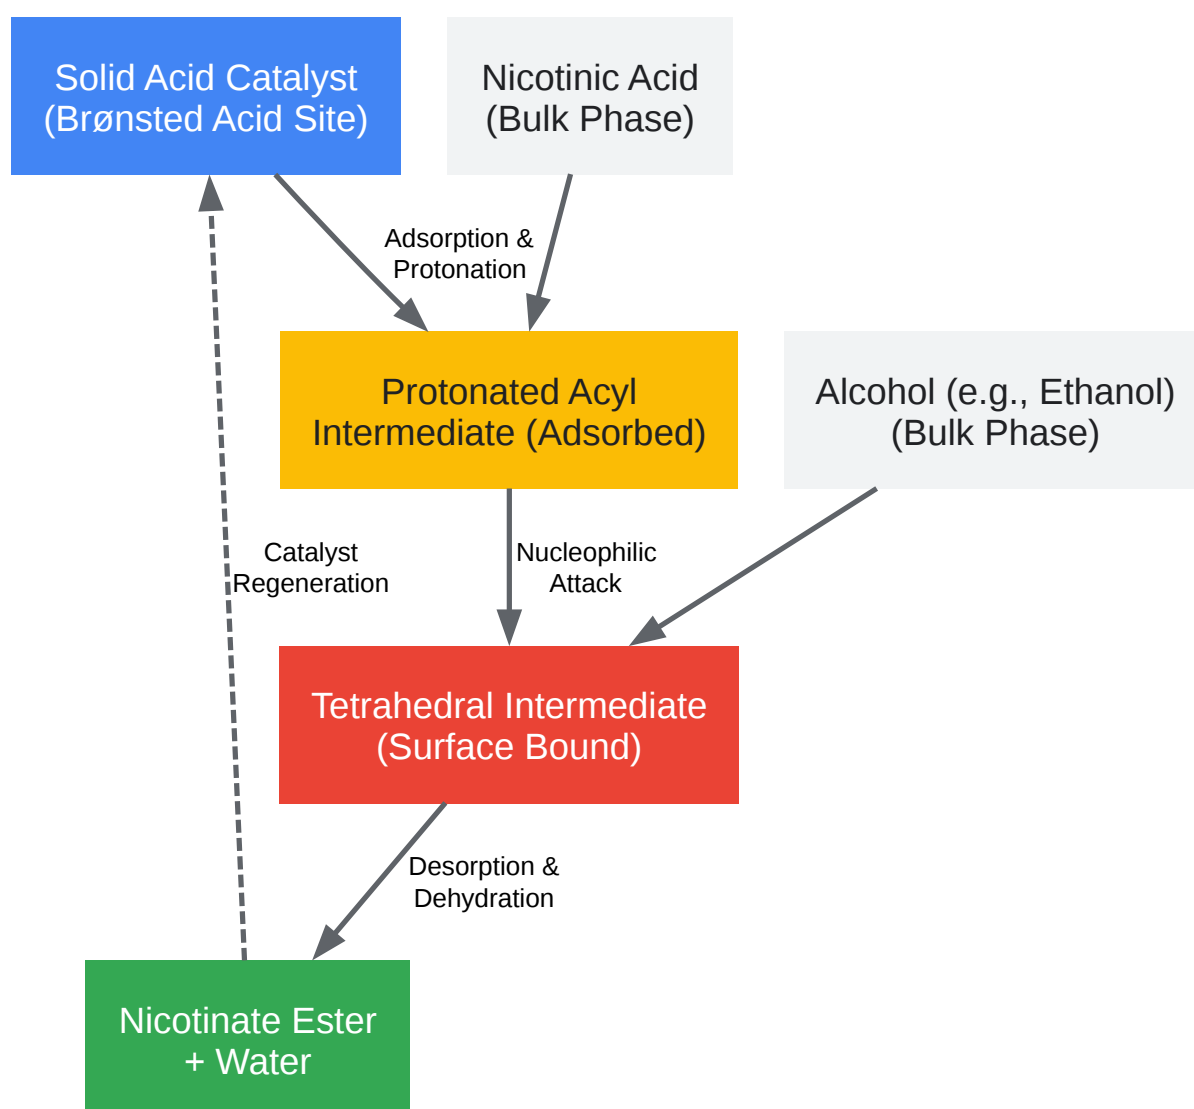 Solid Acid Catalyst
(Brønsted Acid Site)
Nicotinic Acid
(Bulk Phase)
Adsorption &
Protonation
Protonated Acyl
Intermediate (Adsorbed)
Alcohol (e.g., Ethanol)
(Bulk Phase)
Catalyst
Regeneration
Nucleophilic
Attack
Tetrahedral Intermediate
(Surface Bound)
Desorption &
Dehydration
Nicotinate Ester
+ Water